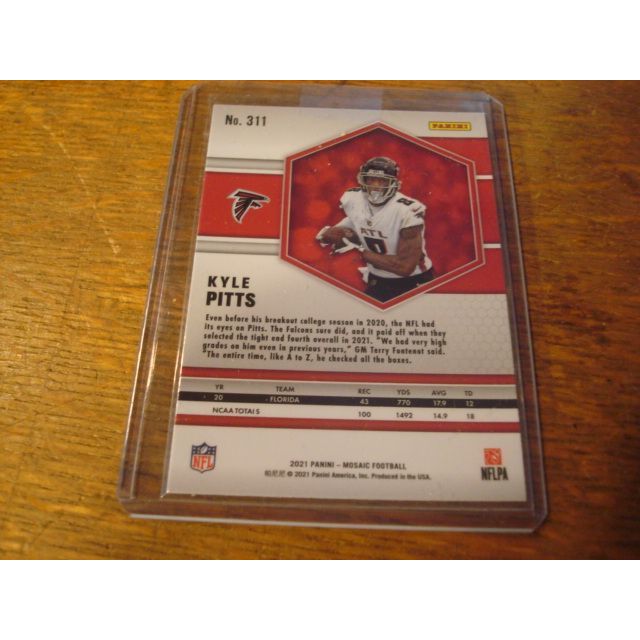 No. 311
PANINI
ATL
8
KYLE
PITTS
Even before his breakout college season in 2020, the NFL had
its eyes on Pitts. The Falcons sure did, and it paid off when they
selected the tight end fourth overall in 2021. "We had very high
grades on him even in previous years," GM Terry Fontenot said.
"The entire time, like A to Z, he checked all the boxes.
YR TEAM REC YDS AVG TD
20 FLORIDA 43 770 17.9 12
NCAA TOTALS 100 1492 14.9 18
NFL
2021 PANINI – MOSAIC FOOTBALL
帕尼尼 © 2021 Panini America, Inc. Produced in the USA.
NFLPA